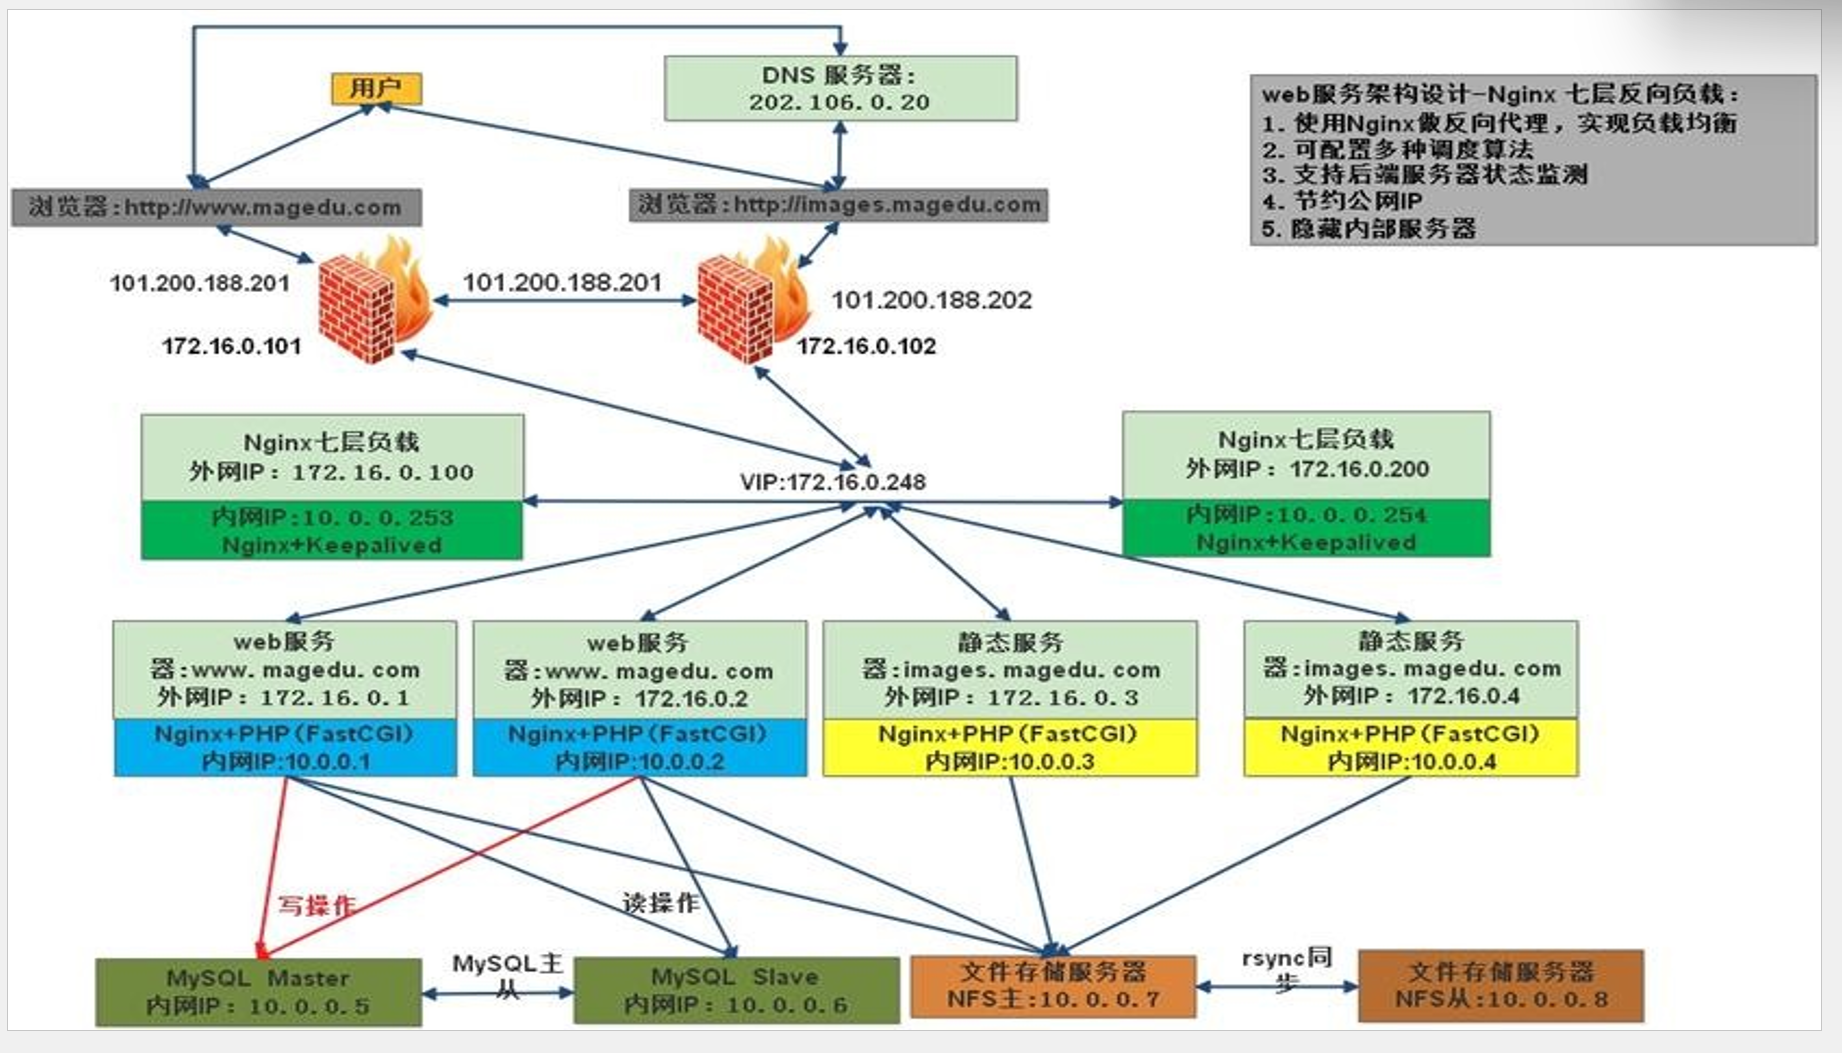 用户
DNS 服务器：
202.106.0.20
web服务架构设计-Nginx 七层反向负载：
1. 使用Nginx做反向代理，实现负载均衡
2. 可配置多种调度算法
3. 支持后端服务器状态监测
4. 节约公网IP
5. 隐藏内部服务器
浏览器:http://www.magedu.com
浏览器:http://images.magedu.com
101.200.188.201
101.200.188.201
101.200.188.202
172.16.0.101
172.16.0.102
Nginx七层负载
外网IP：172.16.0.100
内网IP:10.0.0.253
Nginx+Keepalived
VIP:172.16.0.248
Nginx七层负载
外网IP：172.16.0.200
内网IP:10.0.0.254
Nginx+Keepalived
web服务
器:www.magedu.com
外网IP：172.16.0.1
Nginx+PHP（FastCGI）
内网IP:10.0.0.1
web服务
器:www.magedu.com
外网IP：172.16.0.2
Nginx+PHP（FastCGI）
内网IP:10.0.0.2
静态服务
器:images.magedu.com
外网IP：172.16.0.3
Nginx+PHP（FastCGI）
内网IP:10.0.0.3
静态服务
器:images.magedu.com
外网IP：172.16.0.4
Nginx+PHP（FastCGI）
内网IP:10.0.0.4
写操作
读操作
MySQL Master
内网IP：10.0.0.5
MySQL主
从
MySQL Slave
内网IP：10.0.0.6
文件存储服务器
NFS主:10.0.0.7
rsync同
步
文件存储服务器
NFS从:10.0.0.8